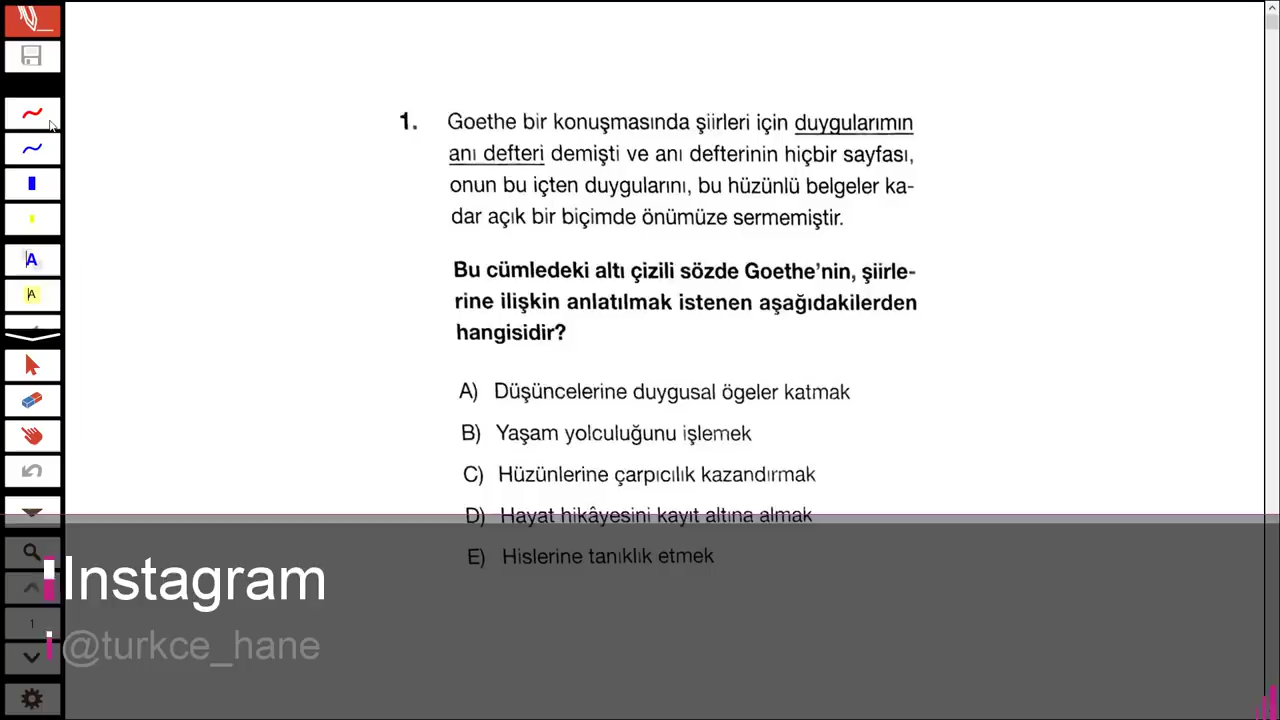 1. Goethe bir konuşmasında şiirleri için duygularımın
anı defteri demişti ve anı defterinin hiçbir sayfası,
onun bu içten duygularını, bu hüzünlü belgeler ka-
dar açık bir biçimde önümüze sermemiştir.
Bu cümledeki altı çizili sözde Goethe'nin, şiirle-
rine ilişkin anlatılmak istenen aşağıdakilerden
hangisidir?
A) Düşüncelerine duygusal ögeler katmak
B) Yaşam yolculuğunu işlemek
C) Hüzünlerine çarpıcılık kazandırmak
D) Hayat hikâyesini kayıt altına almak
E) Hislerine tanıklık etmek
Instagram
@turkce_hane
A
A
1